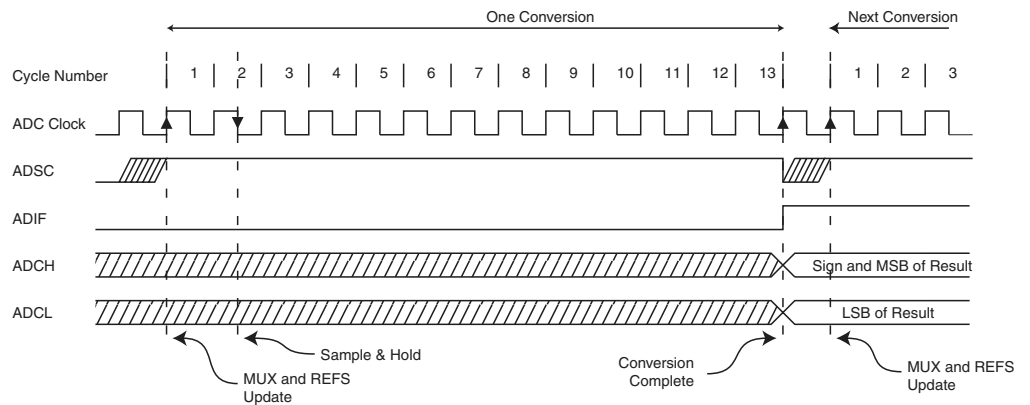 One Conversion Next Conversion
Cycle Number 1 2 3 4 5 6 7 8 9 10 11 12 13 1 2 3
ADC Clock
ADSC
ADIF
ADCH Sign and MSB of Result
ADCL LSB of Result
Sample & Hold
MUX and REFS
Update
Conversion
Complete
MUX and REFS
Update